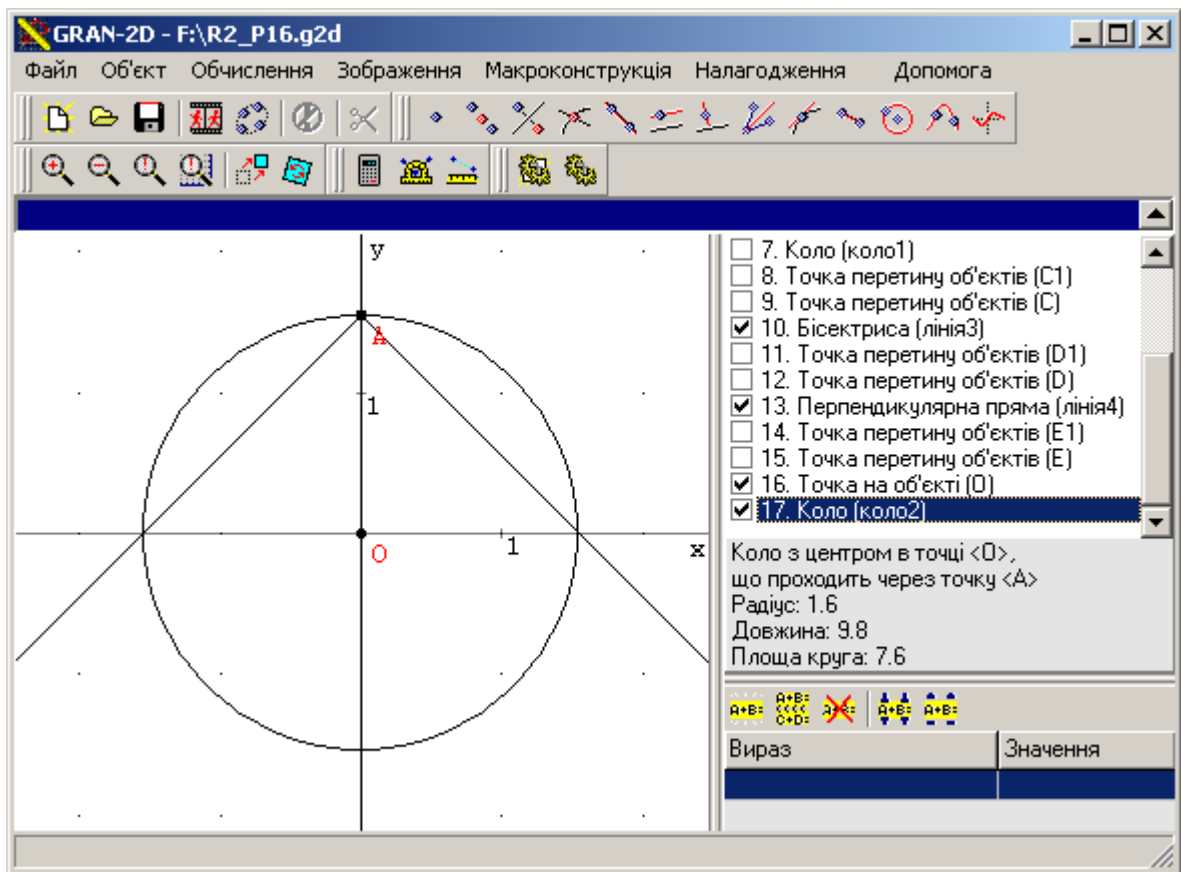 GRAN-2D - F:\R2_P16.g2d
Файл Об'єкт Обчислення Зображення Макроконструкція Налагодження Допомога
y
A
1
O
1
x
7. Коло (коло1)
8. Точка перетину об'єктів (C1)
9. Точка перетину об'єктів (C)
10. Бісектриса (лінія3)
11. Точка перетину об'єктів (D1)
12. Точка перетину об'єктів (D)
13. Перпендикулярна пряма (лінія4)
14. Точка перетину об'єктів (E1)
15. Точка перетину об'єктів (E)
16. Точка на об'єкті (O)
17. Коло (коло2)
Коло з центром в точці <O>,
що проходить через точку <A>
Радіус: 1.6
Довжина: 9.8
Площа круга: 7.6
A+B= A+B= A+B= A+B= A+B=
C+D=
Вираз Значення